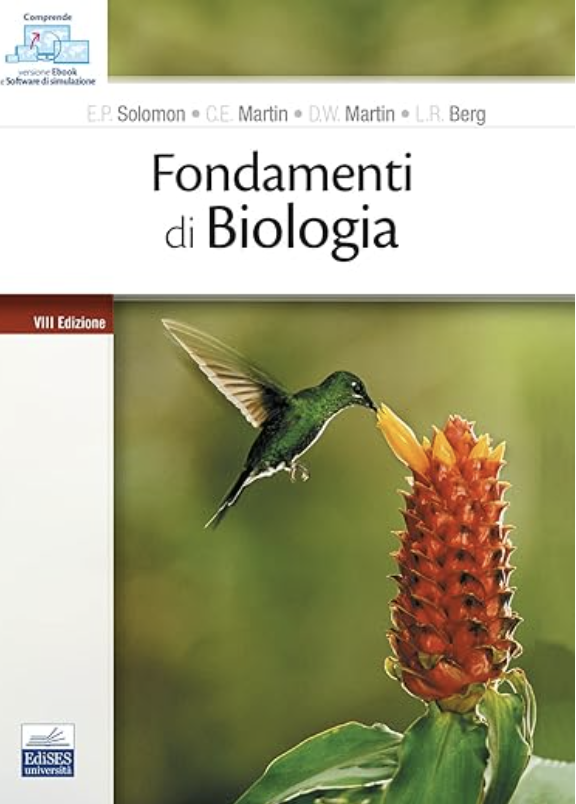 Comprende
versione Ebook
e Software di simulazione
E.P. Solomon • C.E. Martin • D.W. Martin • L.R. Berg
Fondamenti
di Biologia
VIII Edizione
EdiSES
università